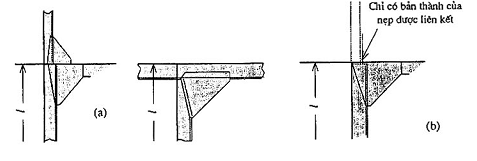 Chỉ có bản thành của
nẹp được liên kết
l
(a)
l
l
(b)